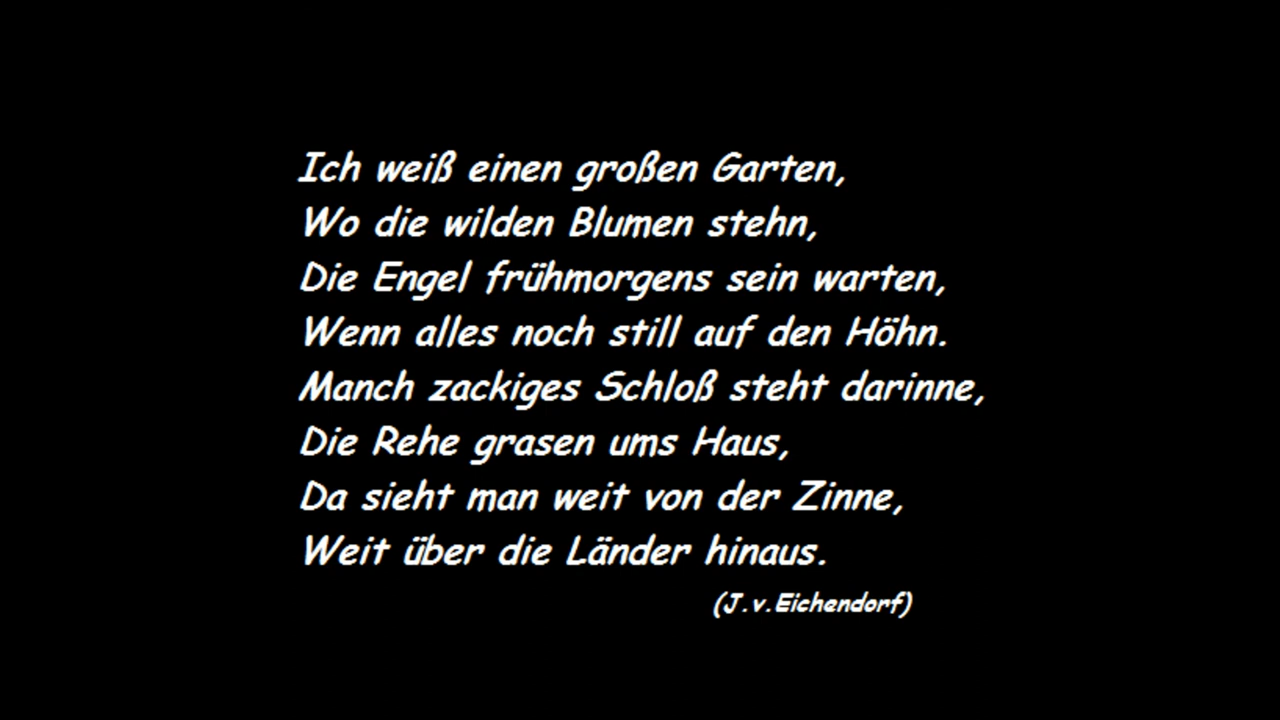 Ich weiß einen großen Garten,
Wo die wilden Blumen stehn,
Die Engel frühmorgens sein warten,
Wenn alles noch still auf den Höhn.
Manch zackiges Schloß steht darinne,
Die Rehe grasen ums Haus,
Da sieht man weit von der Zinne,
Weit über die Länder hinaus.
(J.v.Eichendorf)